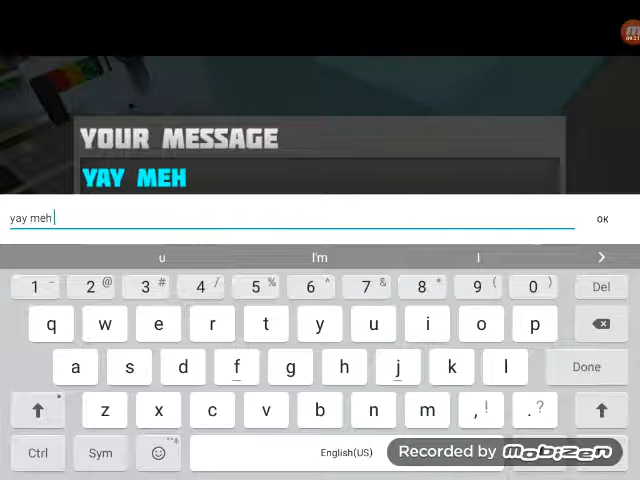 YOUR MESSAGE
YAY MEH
yay meh
OK
u I'm I
1 - 2 @ 3 # 4 / 5 % 6 ^ 7 & 8 * 9 ( 0 ) Del
q w e r t y u i o p
a s d f g h j k l Done
z x c v b n m , ! . ?
Ctrl Sym English(US)
Recorded by mobizen